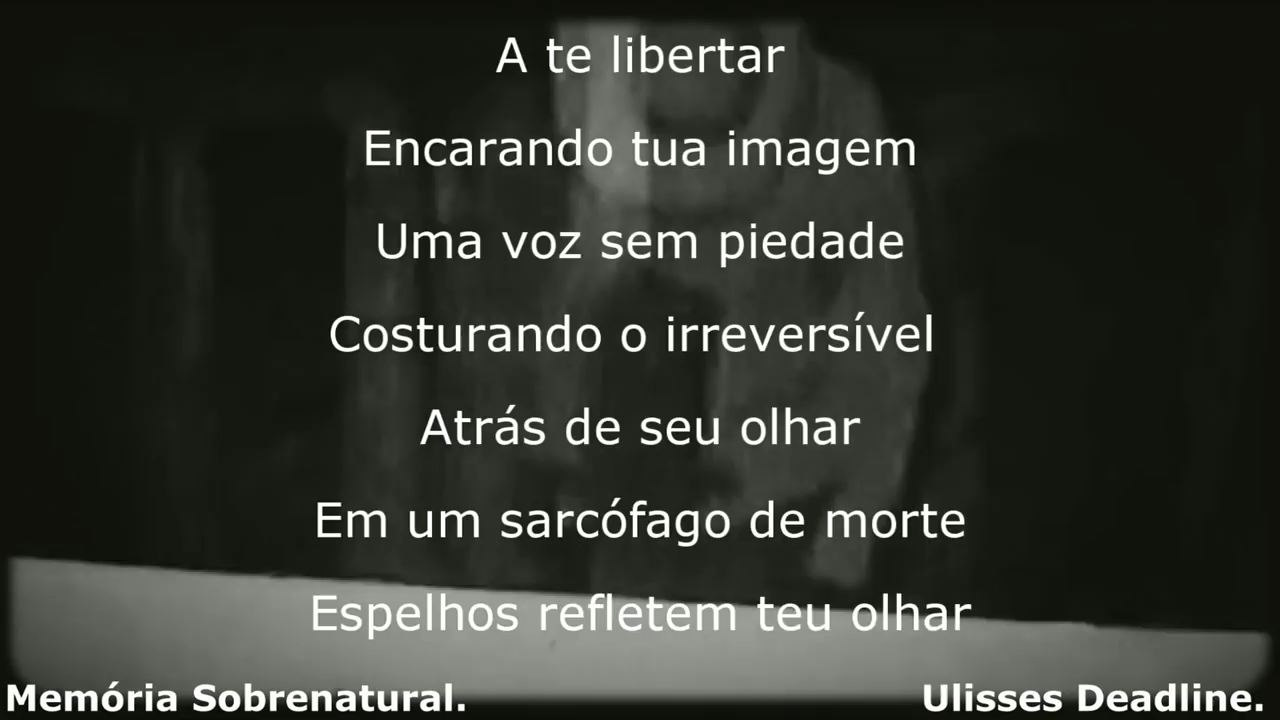 A te libertar
Encarando tua imagem
Uma voz sem piedade
Costurando o irreversível
Atrás de seu olhar
Em um sarcófago de morte
Espelhos refletem teu olhar
Memória Sobrenatural.
Ulisses Deadline.